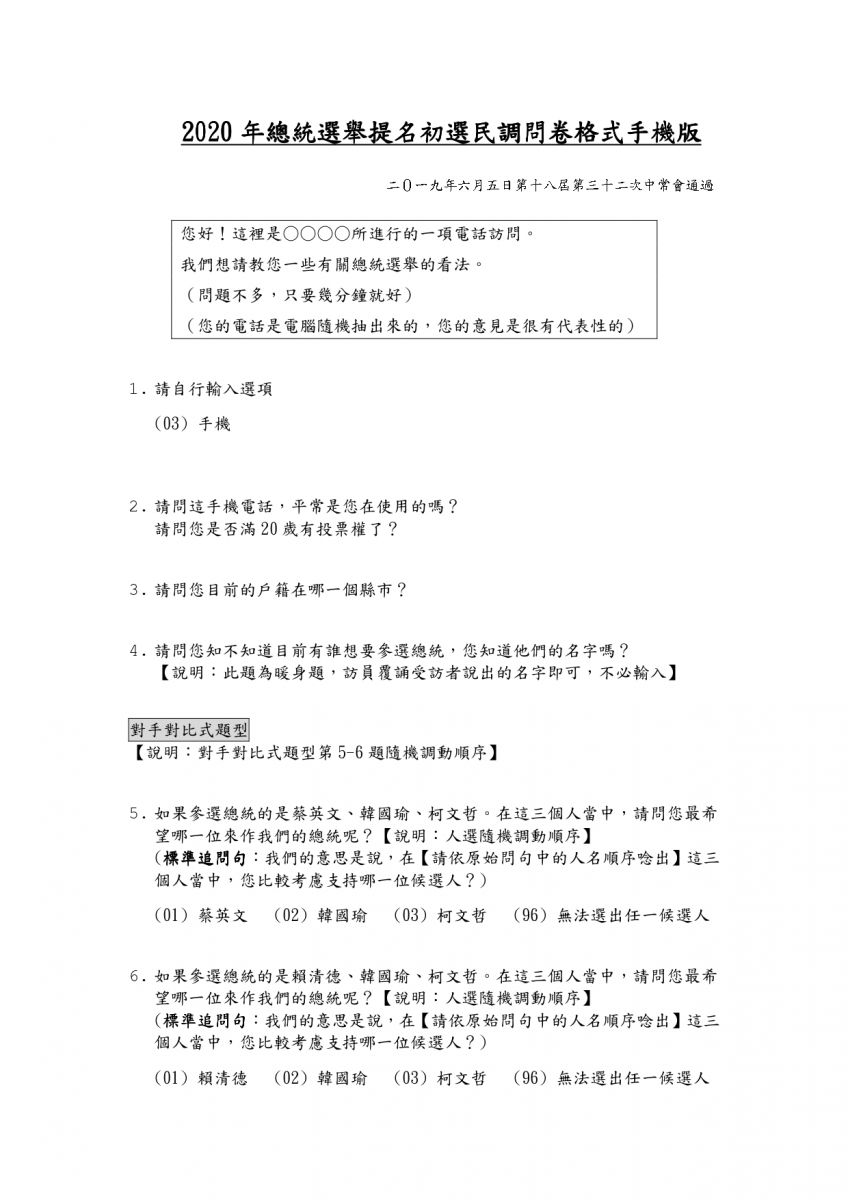 2020 年總統選舉提名初選民調問卷格式手機版
二０一九年六月五日第十八屆第三十二次中常會通過
您好！這裡是○○○○所進行的一項電話訪問。
我們想請教您一些有關總統選舉的看法。
（問題不多，只要幾分鐘就好）
（您的電話是電腦隨機抽出來的，您的意見是很有代表性的）
1. 請自行輸入選項
(03) 手機
2. 請問這手機電話，平常是您在使用的嗎？
請問您是否滿 20 歲有投票權了？
3. 請問您目前的戶籍在哪一個縣市？
4. 請問您知不知道目前有誰想要參選總統，您知道他們的名字嗎？
【說明：此題為暖身題，訪員覆誦受訪者說出的名字即可，不必輸入】
對手對比式題型
【說明：對手對比式題型第 5-6 題隨機調動順序】
5. 如果參選總統的是蔡英文、韓國瑜、柯文哲。在這三個人當中，請問您最希
望哪一位來作我們的總統呢？【說明：人選隨機調動順序】
(標準追問句：我們的意思是說，在【請依原始問句中的人名順序唸出】這三
個人當中，您比較考慮支持哪一位候選人？)
(01) 蔡英文 (02) 韓國瑜 (03) 柯文哲 (96) 無法選出任一候選人
6. 如果參選總統的是賴清德、韓國瑜、柯文哲。在這三個人當中，請問您最希
望哪一位來作我們的總統呢？【說明：人選隨機調動順序】
(標準追問句：我們的意思是說，在【請依原始問句中的人名順序唸出】這三
個人當中，您比較考慮支持哪一位候選人？)
(01) 賴清德 (02) 韓國瑜 (03) 柯文哲 (96) 無法選出任一候選人